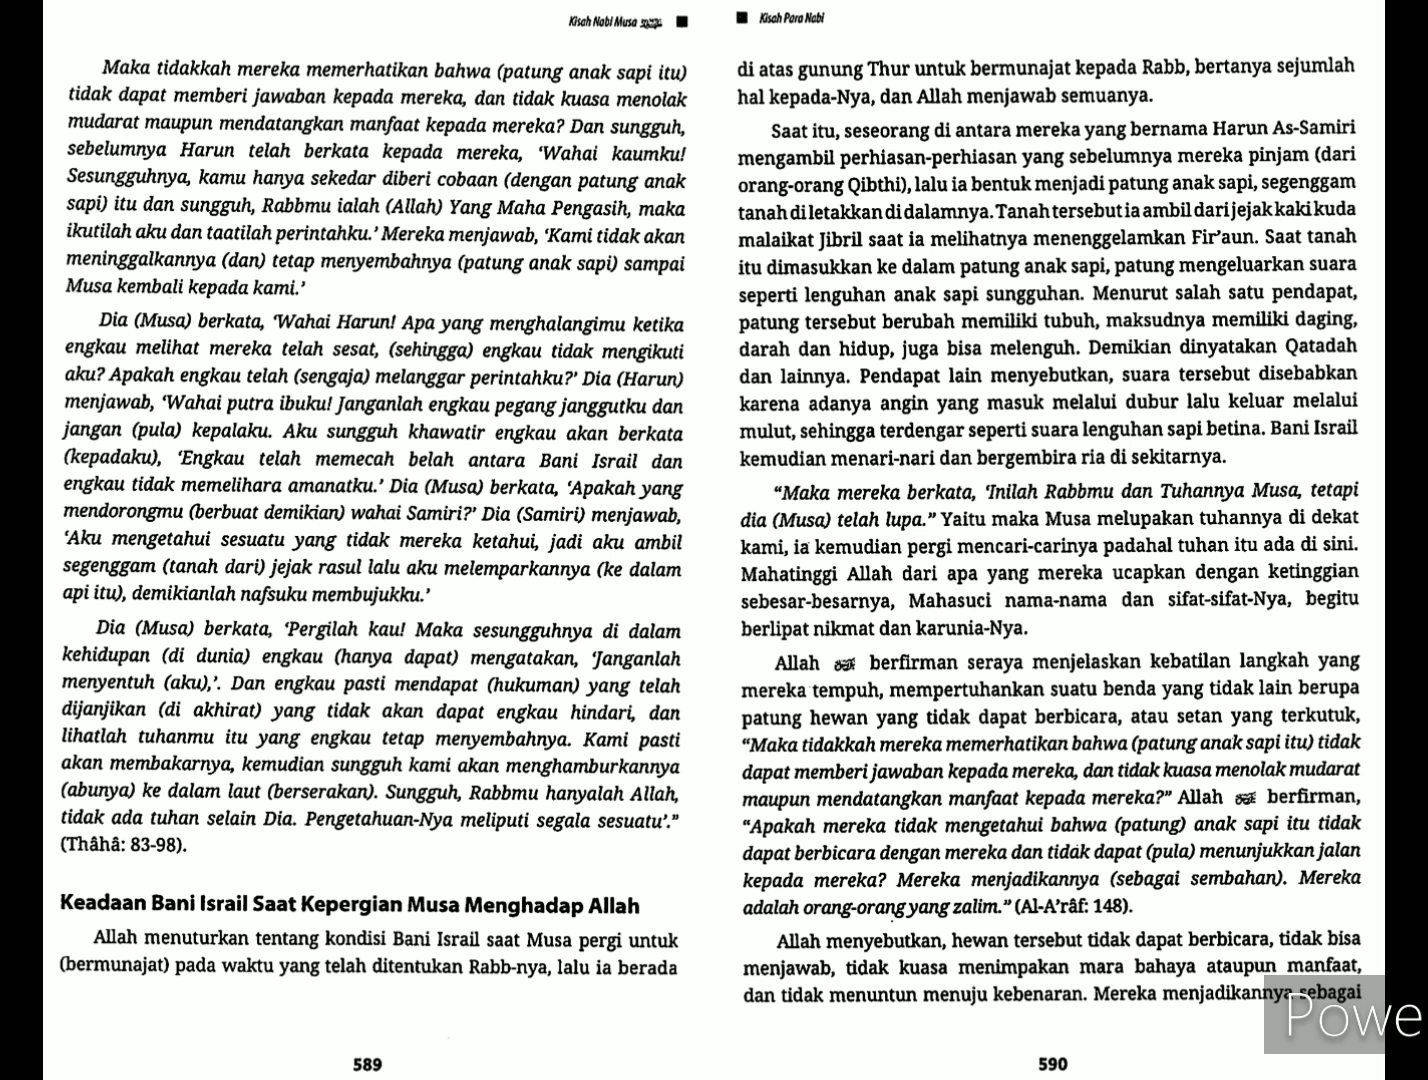 Kisah Nabi Musa
Maka tidakkah mereka memerhatikan bahwa (patung anak sapi itu)
tidak dapat memberi jawaban kepada mereka, dan tidak kuasa menolak
mudarat maupun mendatangkan manfaat kepada mereka? Dan sungguh,
sebelumnya Harun telah berkata kepada mereka, ‘Wahai kaumku!
Sesungguhnya, kamu hanya sekedar diberi cobaan (dengan patung anak
sapi) itu dan sungguh, Rabbmu ialah (Allah) Yang Maha Pengasih, maka
ikutilah aku dan taatilah perintahku.’ Mereka menjawab, ‘Kami tidak akan
meninggalkannya (dan) tetap menyembahnya (patung anak sapi) sampai
Musa kembali kepada kami.’
Dia (Musa) berkata, ‘Wahai Harun! Apa yang menghalangimu ketika
engkau melihat mereka telah sesat, (sehingga) engkau tidak mengikuti
aku? Apakah engkau telah (sengaja) melanggar perintahku?’ Dia (Harun)
menjawab, ‘Wahai putra ibuku! Janganlah engkau pegang janggutku dan
jangan (pula) kepalaku. Aku sungguh khawatir engkau akan berkata
(kepadaku), ‘Engkau telah memecah belah antara Bani Israil dan
engkau tidak memelihara amanatku.’ Dia (Musa) berkata, ‘Apakah yang
mendorongmu (berbuat demikian) wahai Samiri?’ Dia (Samiri) menjawab,
‘Aku mengetahui sesuatu yang tidak mereka ketahui, jadi aku ambil
segenggam (tanah dari) jejak rasul lalu aku melemparkannya (ke dalam
api itu), demikianlah nafsuku membujukku.’
Dia (Musa) berkata, ‘Pergilah kau! Maka sesungguhnya di dalam
kehidupan (di dunia) engkau (hanya dapat) mengatakan, ‘Janganlah
menyentuh (aku),’. Dan engkau pasti mendapat (hukuman) yang telah
dijanjikan (di akhirat) yang tidak akan dapat engkau hindari, dan
lihatlah tuhanmu itu yang engkau tetap menyembahnya. Kami pasti
akan membakarnya, kemudian sungguh kami akan menghamburkannya
(abunya) ke dalam laut (berserakan). Sungguh, Rabbmu hanyalah Allah,
tidak ada tuhan selain Dia. Pengetahuan-Nya meliputi segala sesuatu’.”
(Thâhâ: 83-98).
Keadaan Bani Israil Saat Kepergian Musa Menghadap Allah
Allah menuturkan tentang kondisi Bani Israil saat Musa pergi untuk
(bermunajat) pada waktu yang telah ditentukan Rabb-nya, lalu ia berada
589
Kisah Para Nabi
di atas gunung Thur untuk bermunajat kepada Rabb, bertanya sejumlah
hal kepada-Nya, dan Allah menjawab semuanya.
Saat itu, seseorang di antara mereka yang bernama Harun As-Samiri
mengambil perhiasan-perhiasan yang sebelumnya mereka pinjam (dari
orang-orang Qibthi), lalu ia bentuk menjadi patung anak sapi, segenggam
tanah diletakkan di dalamnya. Tanah tersebut ia ambil dari jejak kaki kuda
malaikat Jibril saat ia melihatnya menenggelamkan Fir’aun. Saat tanah
itu dimasukkan ke dalam patung anak sapi, patung mengeluarkan suara
seperti lenguhan anak sapi sungguhan. Menurut salah satu pendapat,
patung tersebut berubah memiliki tubuh, maksudnya memiliki daging,
darah dan hidup, juga bisa melenguh. Demikian dinyatakan Qatadah
dan lainnya. Pendapat lain menyebutkan, suara tersebut disebabkan
karena adanya angin yang masuk melalui dubur lalu keluar melalui
mulut, sehingga terdengar seperti suara lenguhan sapi betina. Bani Israil
kemudian menari-nari dan bergembira ria di sekitarnya.
“Maka mereka berkata, ‘Inilah Rabbmu dan Tuhannya Musa, tetapi
dia (Musa) telah lupa.” Yaitu maka Musa melupakan tuhannya di dekat
kami, ia kemudian pergi mencari-carinya padahal tuhan itu ada di sini.
Mahatinggi Allah dari apa yang mereka ucapkan dengan ketinggian
sebesar-besarnya, Mahasuci nama-nama dan sifat-sifat-Nya, begitu
berlipat nikmat dan karunia-Nya.
Allah berfirman seraya menjelaskan kebatilan langkah yang
mereka tempuh, mempertuhankan suatu benda yang tidak lain berupa
patung hewan yang tidak dapat berbicara, atau setan yang terkutuk,
“Maka tidakkah mereka memerhatikan bahwa (patung anak sapi itu) tidak
dapat memberi jawaban kepada mereka, dan tidak kuasa menolak mudarat
maupun mendatangkan manfaat kepada mereka?” Allah berfirman,
“Apakah mereka tidak mengetahui bahwa (patung) anak sapi itu tidak
dapat berbicara dengan mereka dan tidak dapat (pula) menunjukkan jalan
kepada mereka? Mereka menjadikannya (sebagai sembahan). Mereka
adalah orang-orang yang zalim.” (Al-A’râf: 148).
Allah menyebutkan, hewan tersebut tidak dapat berbicara, tidak bisa
menjawab, tidak kuasa menimpakan mara bahaya ataupun manfaat,
dan tidak menuntun menuju kebenaran. Mereka menjadikannya sebagai
590
Powe